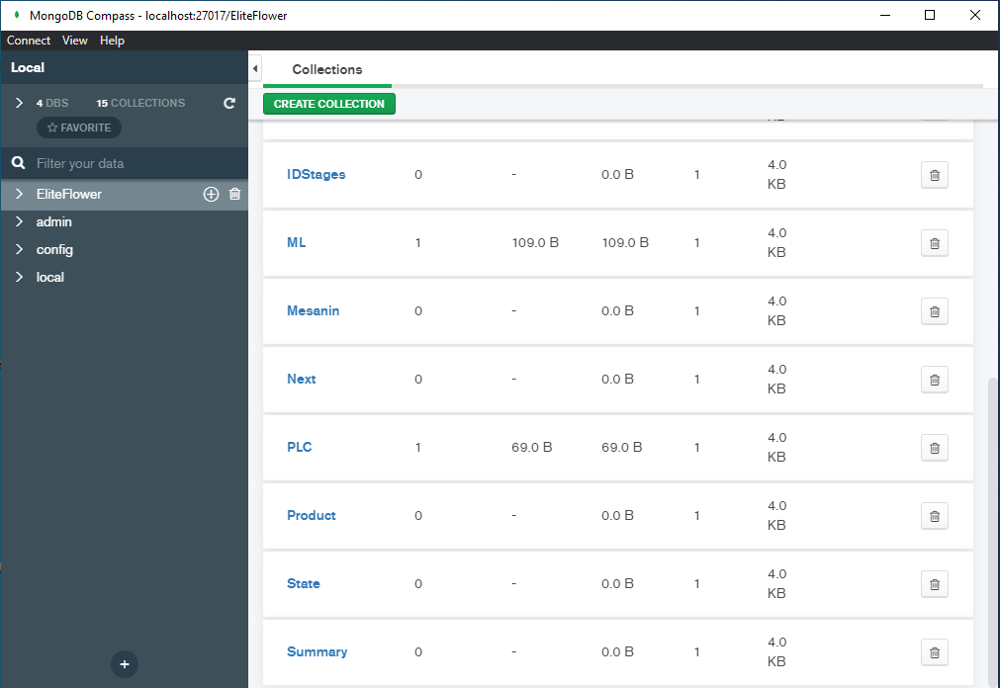 MongoDB Compass - localhost:27017/EliteFlower
Connect View Help
Local
4 DBS 15 COLLECTIONS
FAVORITE
Filter your data
EliteFlower
admin
config
local
Collections
CREATE COLLECTION
IDStages 0 - 0.0 B 1 4.0
KB
ML 1 109.0 B 109.0 B 1 4.0
KB
Mesanin 0 - 0.0 B 1 4.0
KB
Next 0 - 0.0 B 1 4.0
KB
PLC 1 69.0 B 69.0 B 1 4.0
KB
Product 0 - 0.0 B 1 4.0
KB
State 0 - 0.0 B 1 4.0
KB
Summary 0 - 0.0 B 1 4.0
KB